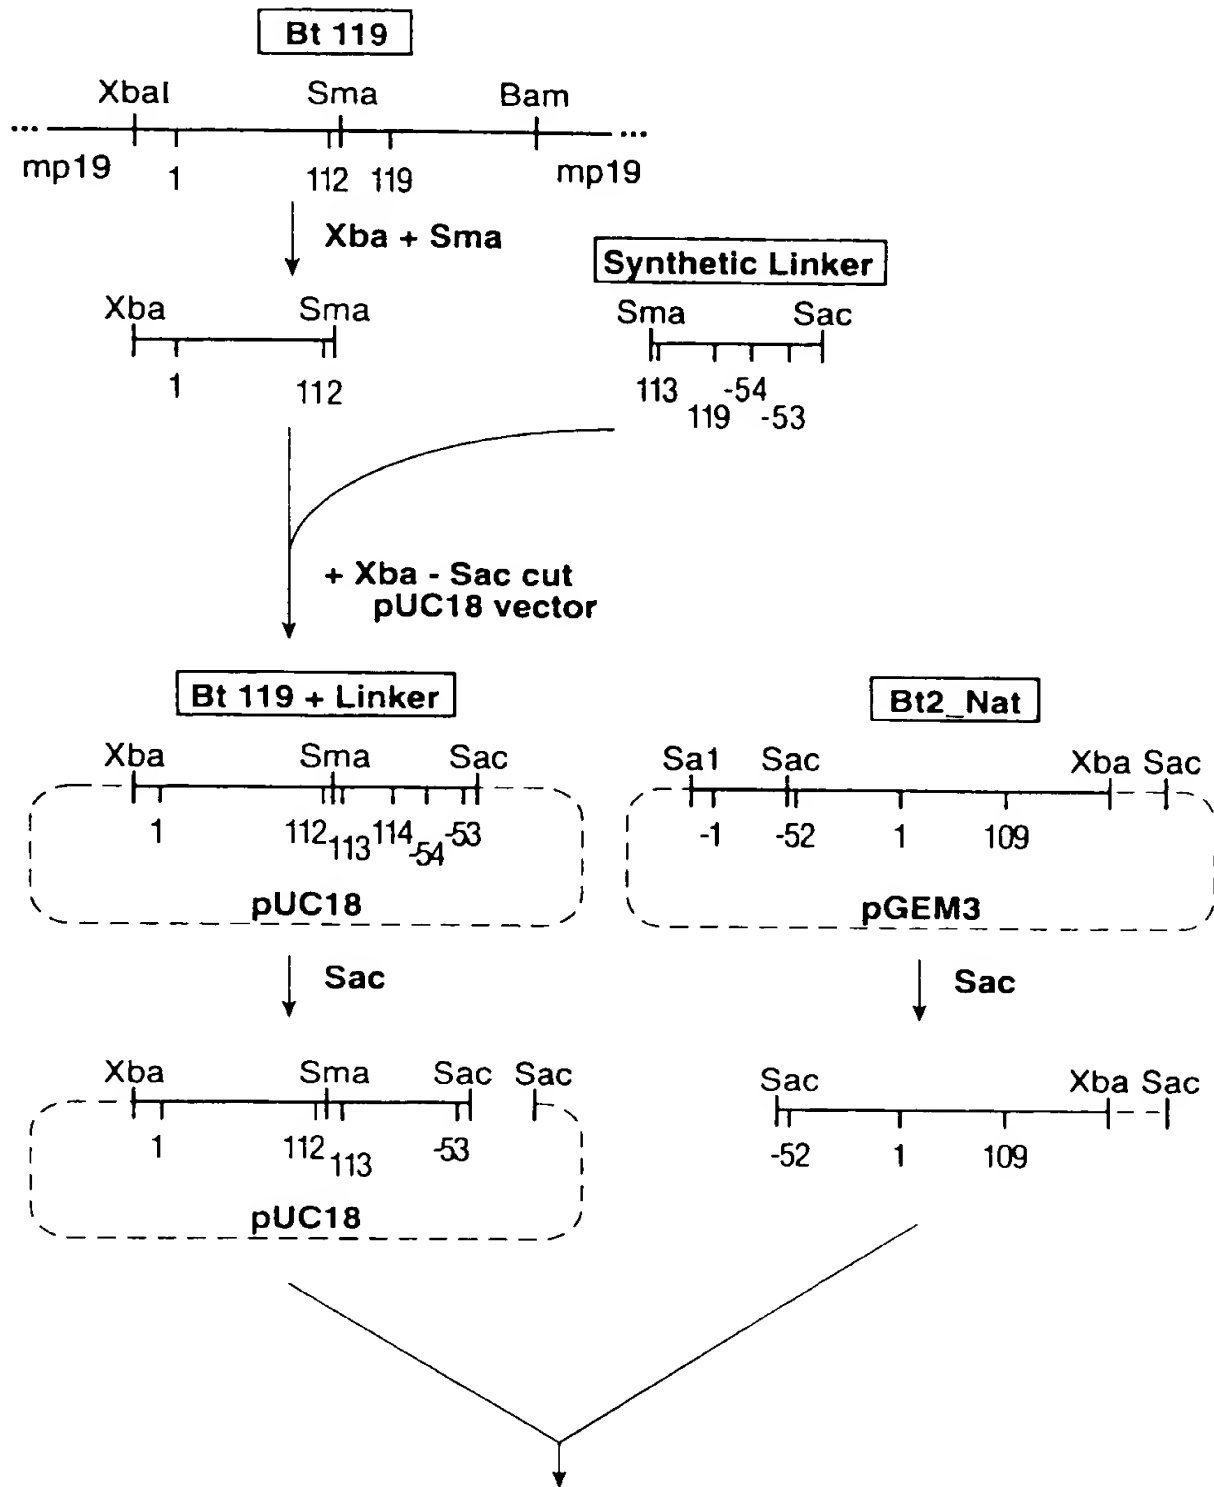 Bt 119
XbaI Sma Bam
... ...
mp19 1 112 119 mp19
Xba + Sma
Synthetic Linker
Xba Sma
Sma Sac
1 112
113 119 -54 -53
+ Xba - Sac cut
pUC18 vector
Bt 119 + Linker
Bt2_Nat
Xba Sma Sac
Sa1 Sac Xba Sac
1 112 113 114 -54 -53
-1 -52 1 109
pUC18
pGEM3
Sac
Sac
Xba Sma Sac Sac
Sac Xba Sac
1 112 113 -53
-52 1 109
pUC18